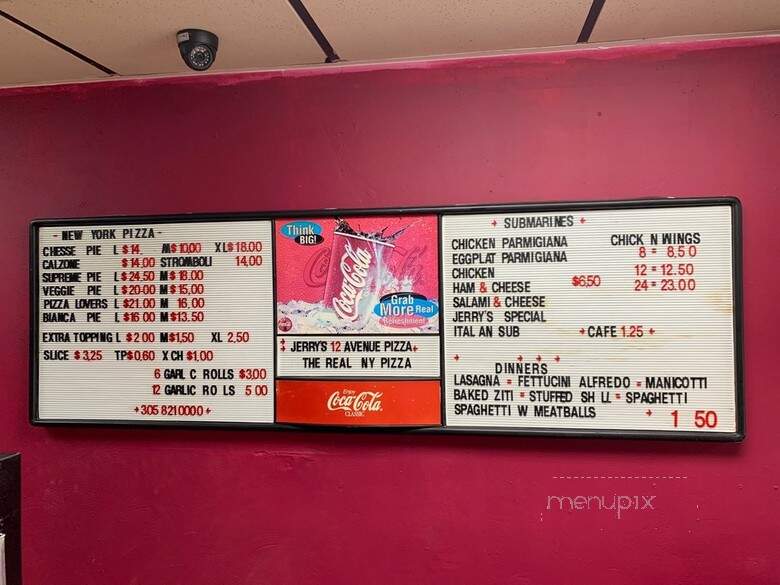 - NEW YORK PIZZA -
CHESSE PIE L $14. M$ 10.00 XL$18.00
CALZONE $14.00 STROMBOLI 14.00
SUPREME PIE L $24.50 M$ 18.00
VEGGIE PIE L $20.00 M$ 15.00
PIZZA LOVERS L $21.00 M 16.00
BIANCA PIE L $16 00 M$13.50
EXTRA TOPPING L $2 00 M$1,50 XL 2,50
SLICE $3,25 TP$0,60 X CH $1,00
6 GARL C ROLLS $3,00
12 GARLIC RO LS 5 00
+305 8210000+
Think
BIG!
Coca-Cola
Grab
More Real
Refreshment
JERRY'S 12 AVENUE PIZZA
THE REAL NY PIZZA
Enjoy
Coca-Cola
CLASSIC
+ SUBMARINES +
CHICKEN PARMIGIANA
EGGPLAT PARMIGIANA
CHICKEN
HAM & CHEESE $6,50
SALAMI & CHEESE
JERRY'S SPECIAL
ITAL AN SUB
CHICK N WINGS
8 = 8,50
12 = 12.50
24 = 23.00
+ CAFE 1.25 +
DINNERS
LASAGNA = FETTUCINI ALFREDO = MANICOTTI
BAKED ZITI = STUFFED SH LL = SPAGHETTI
SPAGHETTI W MEATBALLS + 1 50
menupix